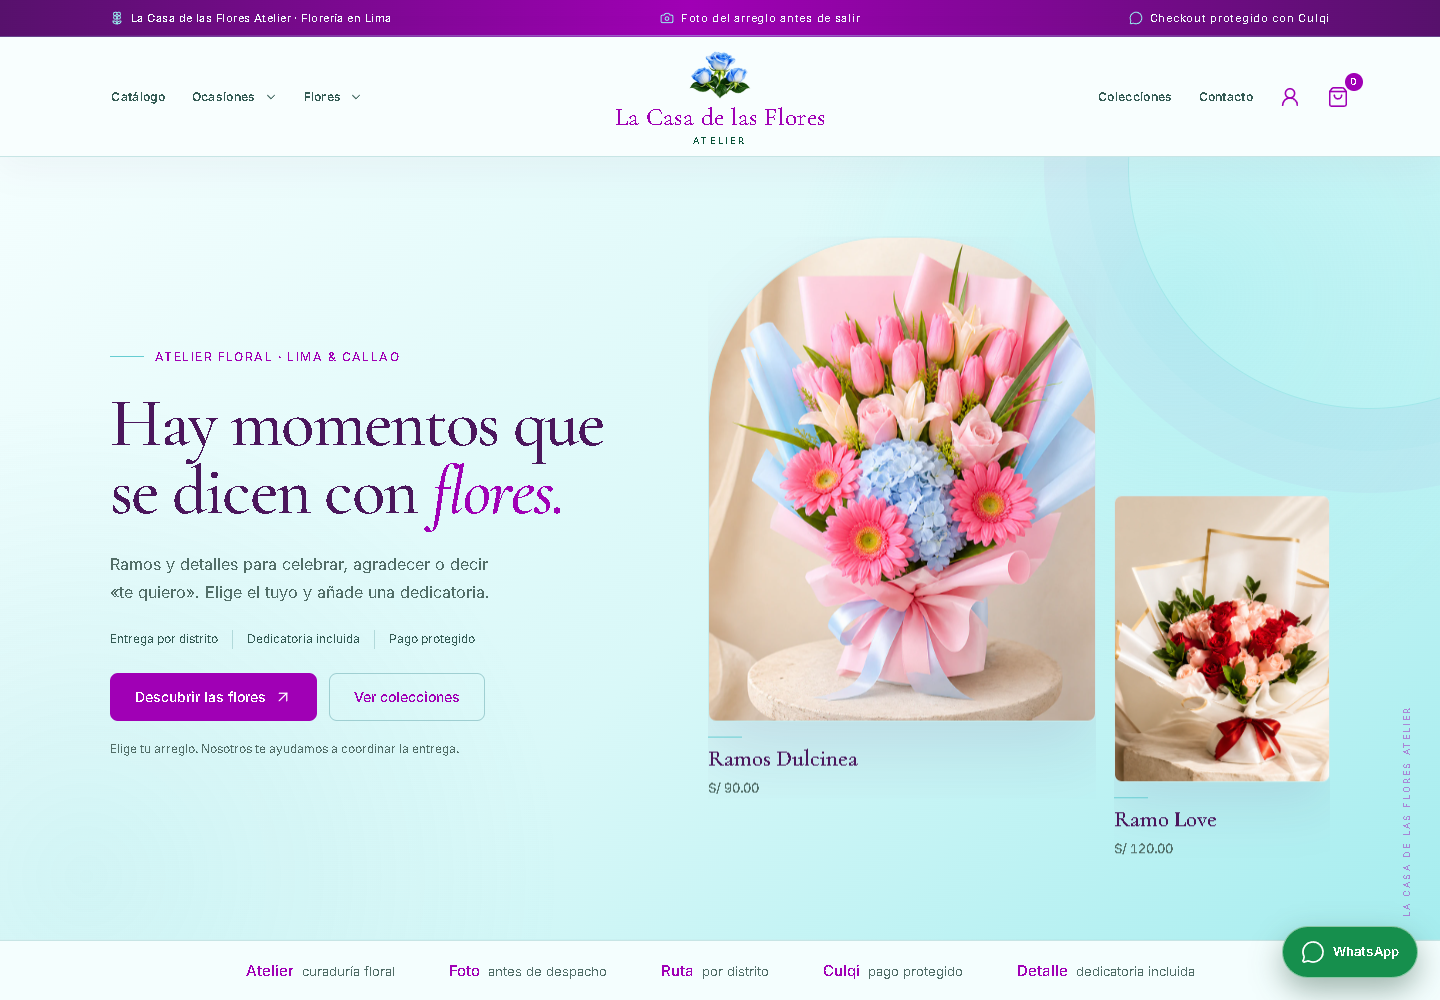 La Casa de las Flores Atelier · Florería en Lima
Foto del arreglo antes de salir
Checkout protegido con Culqi
Catálogo
Ocasiones
Flores
La Casa de las Flores
ATELIER
Colecciones
Contacto
0
ATELIER FLORAL · LIMA & CALLAO
Hay momentos que
se dicen con flores.
Ramos y detalles para celebrar, agradecer o decir
«te quiero». Elige el tuyo y añade una dedicatoria.
Entrega por distrito
Dedicatoria incluida
Pago protegido
Descubrir las flores
Ver colecciones
Elige tu arreglo. Nosotros te ayudamos a coordinar la entrega.
Ramos Dulcinea
S/ 90.00
Ramo Love
S/ 120.00
LA CASA DE LAS FLORES ATELIER
Atelier curaduría floral
Foto antes de despacho
Ruta por distrito
Culqi pago protegido
Detalle dedicatoria incluida
WhatsApp